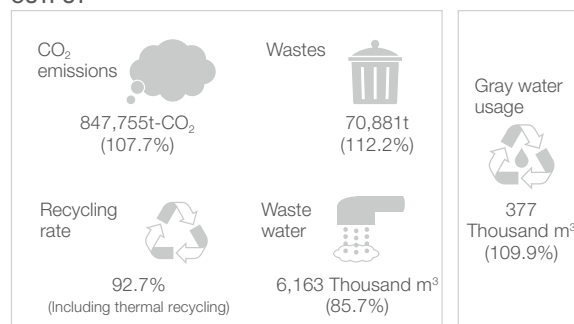 CO₂
emissions
847,755t-CO₂
(107.7%)
Wastes
70,881t
(112.2%)
Recycling
rate
92.7%
(Including thermal recycling)
Waste
water
6,163 Thousand m³
(85.7%)
Gray water
usage
377
Thousand m³
(109.9%)